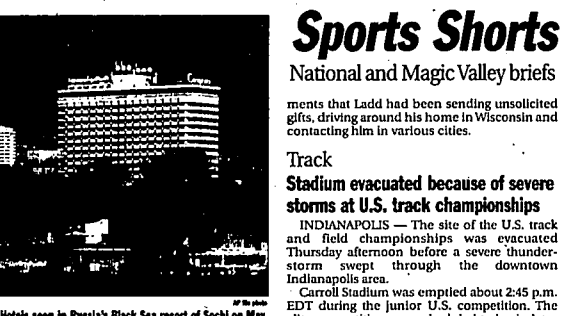 Sports Shorts
National and Magic Valley briefs
ments that Ladd had been sending unsolicited
gifts, driving around his home in Wisconsin and
contacting him in various cities.
Track
Stadium evacuated because of severe
storms at U.S. track championships
INDIANAPOLIS — The site of the U.S. track
and field championships was evacuated
Thursday afternoon before a severe thunder-
storm swept through the downtown
Indianapolis area.
Carroll Stadium was emptied about 2:45 p.m.
EDT during the junior U.S. competition. The
AP file photo
Hotels seen in Russia's Black Sea resort of Sochi on May